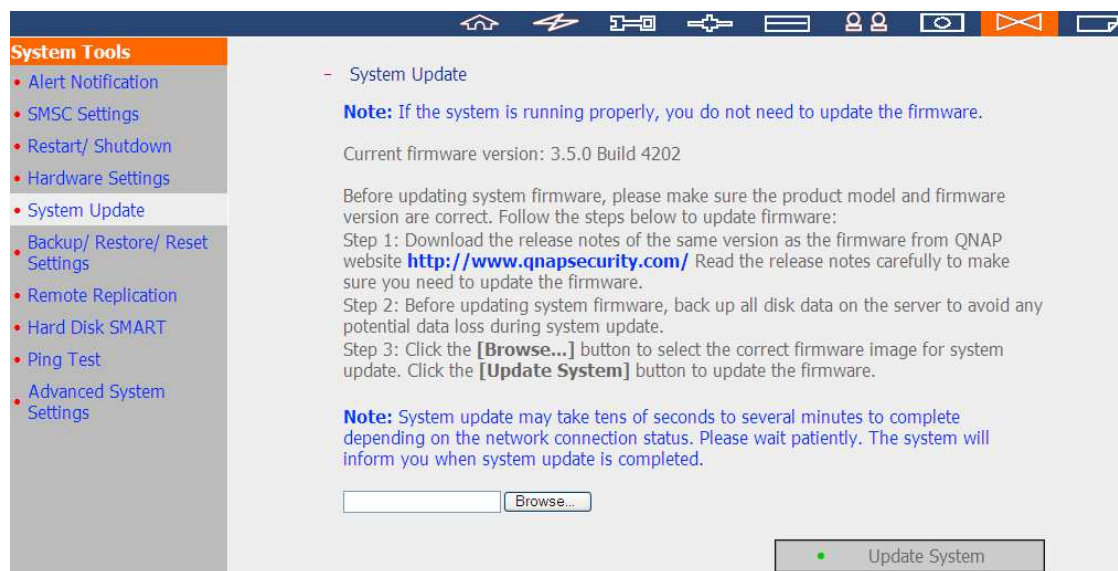 System Tools
• Alert Notification
• SMSC Settings
• Restart/ Shutdown
• Hardware Settings
• System Update
• Backup/ Restore/ Reset
Settings
• Remote Replication
• Hard Disk SMART
• Ping Test
• Advanced System
Settings
– System Update
Note: If the system is running properly, you do not need to update the firmware.
Current firmware version: 3.5.0 Build 4202
Before updating system firmware, please make sure the product model and firmware
version are correct. Follow the steps below to update firmware:
Step 1: Download the release notes of the same version as the firmware from QNAP
website http://www.qnapsecurity.com/ Read the release notes carefully to make
sure you need to update the firmware.
Step 2: Before updating system firmware, back up all disk data on the server to avoid any
potential data loss during system update.
Step 3: Click the [Browse...] button to select the correct firmware image for system
update. Click the [Update System] button to update the firmware.
Note: System update may take tens of seconds to several minutes to complete
depending on the network connection status. Please wait patiently. The system will
inform you when system update is completed.
Browse...
• Update System